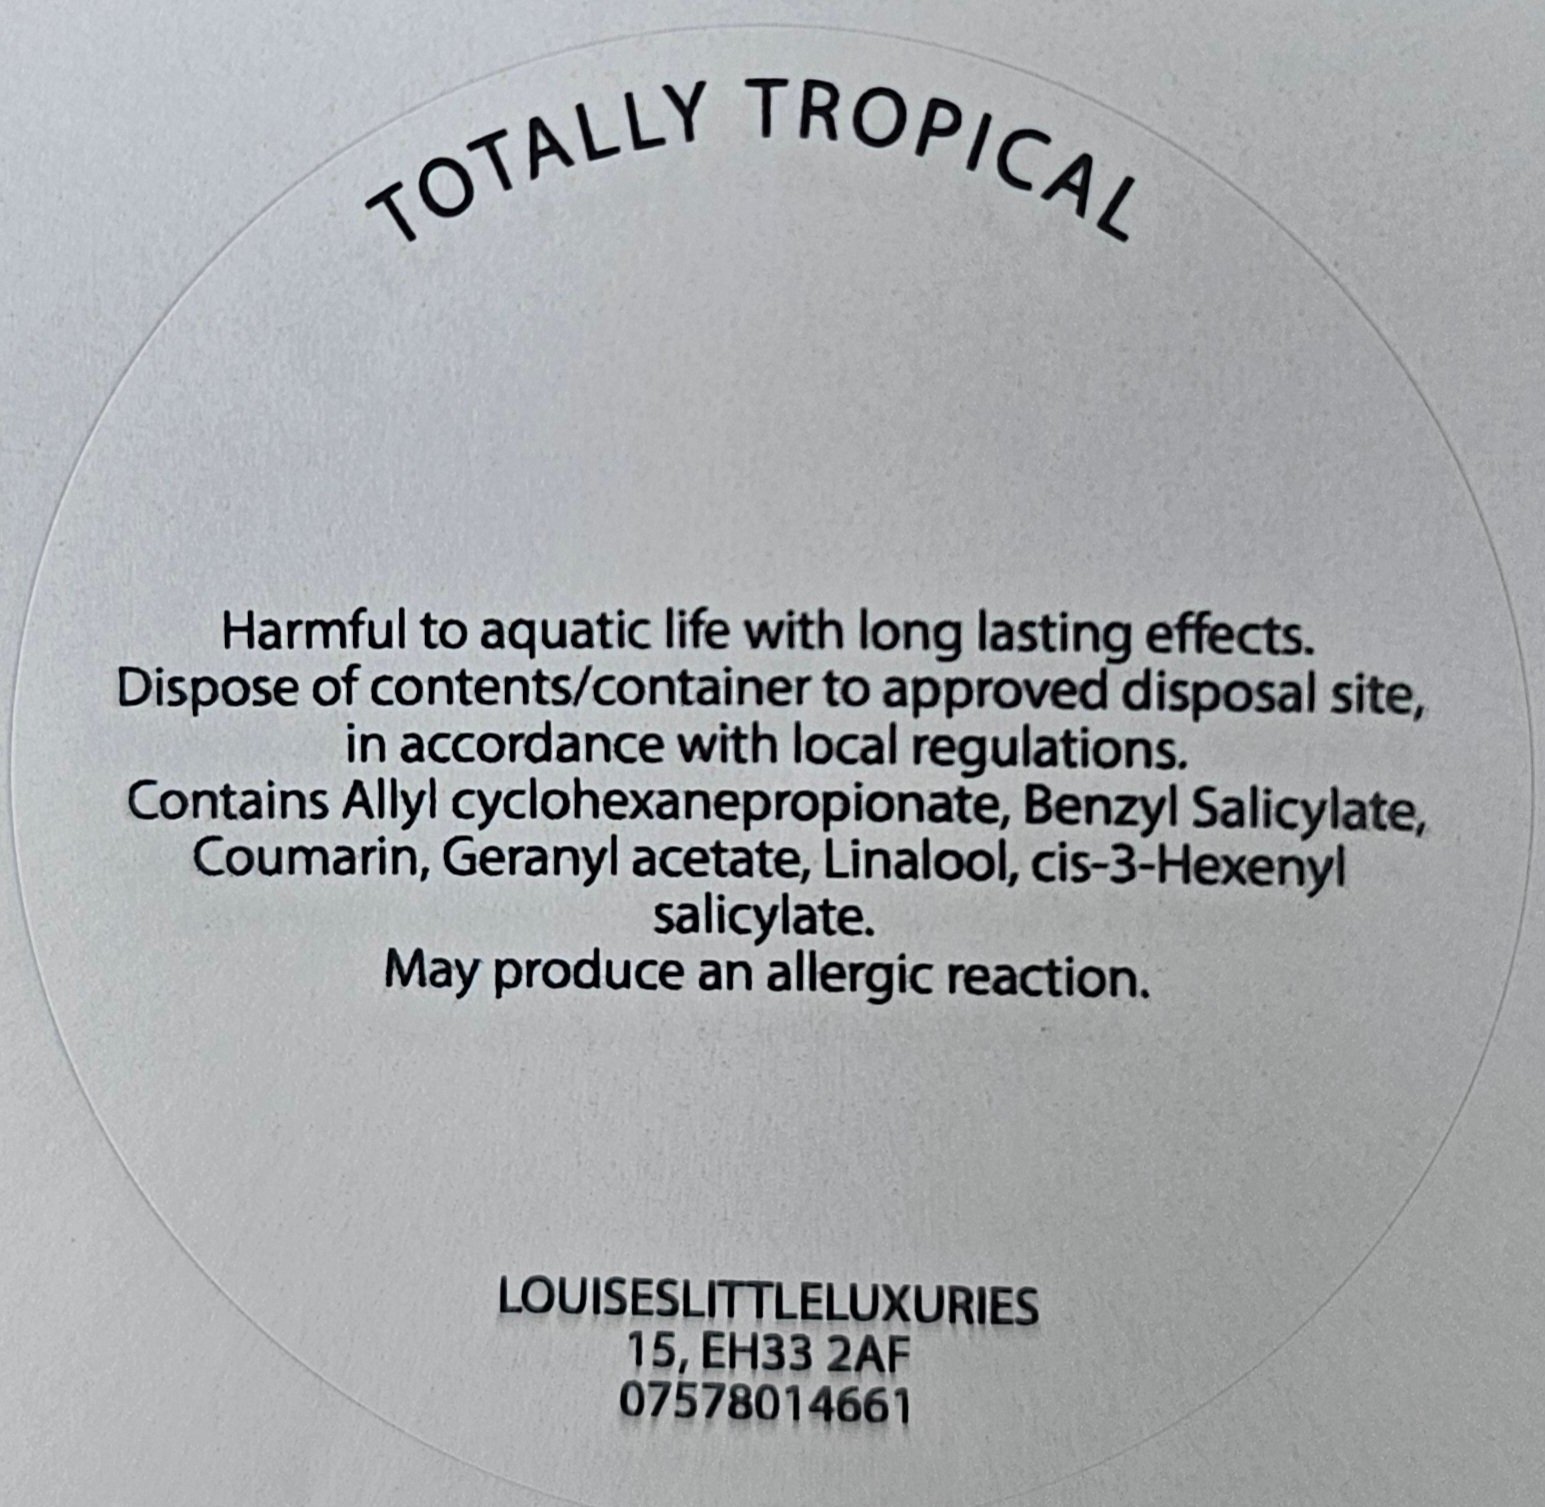 TOTALLY TROPICAL
Harmful to aquatic life with long lasting effects.
Dispose of contents/container to approved disposal site,
in accordance with local regulations.
Contains Allyl cyclohexanepropionate, Benzyl Salicylate,
Coumarin, Geranyl acetate, Linalool, cis-3-Hexenyl
salicylate.
May produce an allergic reaction.
LOUISESLITTLELUXURIES
15, EH33 2AF
07578014661